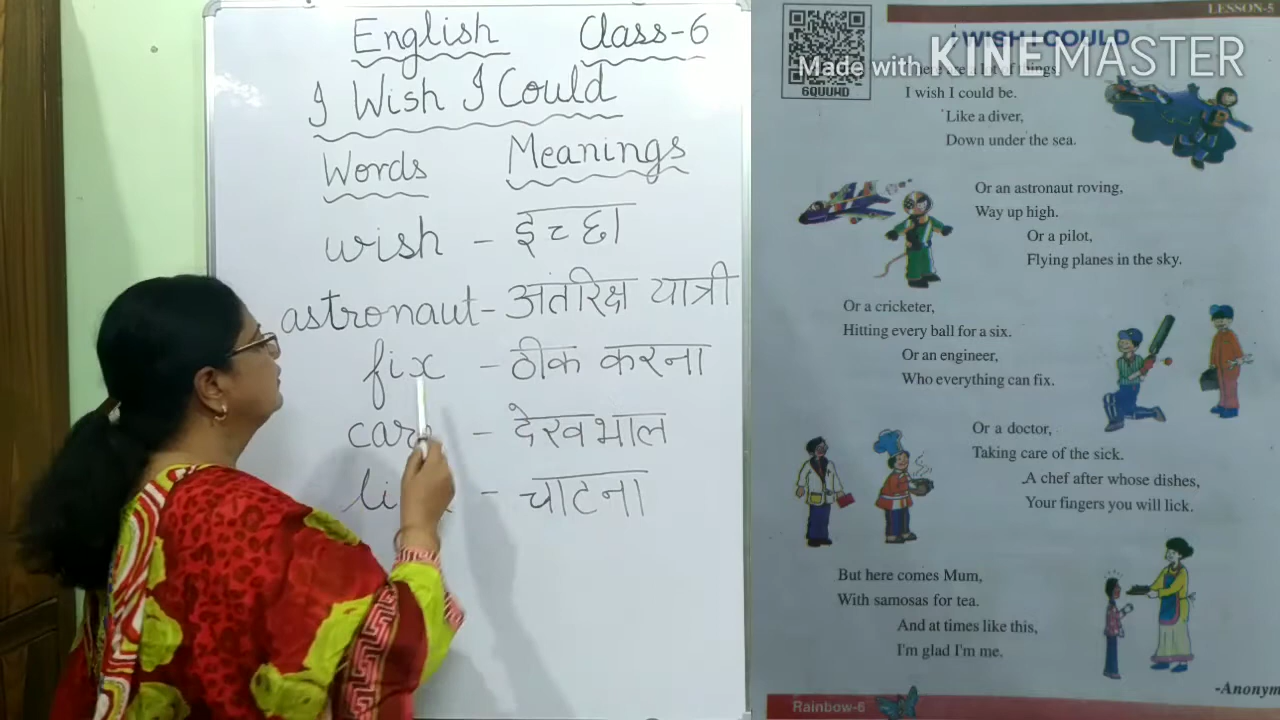 English Class-6
I Wish I Could
Words Meanings
wish - इच्छा
astronaut - अंतरिक्ष यात्री
fix - ठीक करना
car - देखभाल
li - चाटना
LESSON-5
I WISH I COULD
Made with KINEMASTER
6QUUWD
I wish I could be.
Like a diver,
Down under the sea.
Or an astronaut roving,
Way up high.
Or a pilot,
Flying planes in the sky.
Or a cricketer,
Hitting every ball for a six.
Or an engineer,
Who everything can fix.
Or a doctor,
Taking care of the sick.
A chef after whose dishes,
Your fingers you will lick.
But here comes Mum,
With samosas for tea.
And at times like this,
I'm glad I'm me.
-Anonym
Rainbow-6